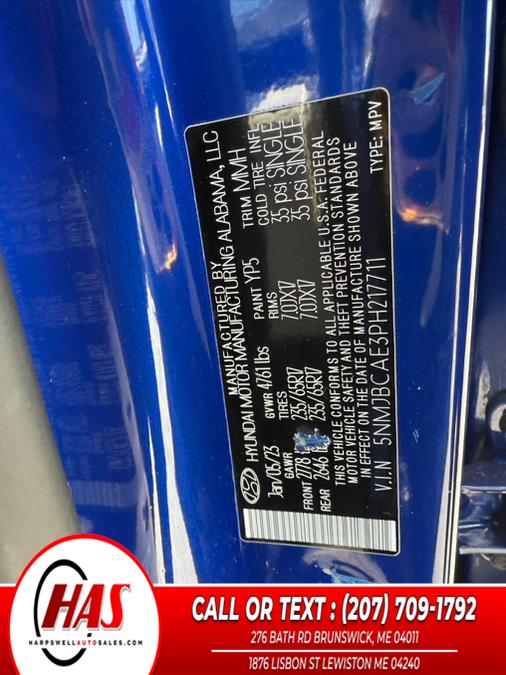 MANUFACTURED BY
HYUNDAI MOTOR MANUFACTURING ALABAMA, LLC
Jan/05/23 GVWR 4761 lbs PAINT YP5 TRIM MMH
GAWR TIRES RIMS COLD TIRE INFL
FRONT 2778 235/65R17 7.0JX17 35 psi SINGLE
REAR 2646 235/65R17 7.0JX17 35 psi SINGLE
THIS VEHICLE CONFORMS TO ALL APPLICABLE U.S.A. FEDERAL
MOTOR VEHICLE SAFETY AND THEFT PREVENTION STANDARDS
IN EFFECT ON THE DATE OF MANUFACTURE SHOWN ABOVE
V.I.N 5NMJBCAE3PH217711 TYPE: MPV
HAS
HARPSWELLAUTOSALES.COM
CALL OR TEXT : (207) 709-1792
276 BATH RD BRUNSWICK, ME 04011
1876 LISBON ST LEWISTON ME 04240